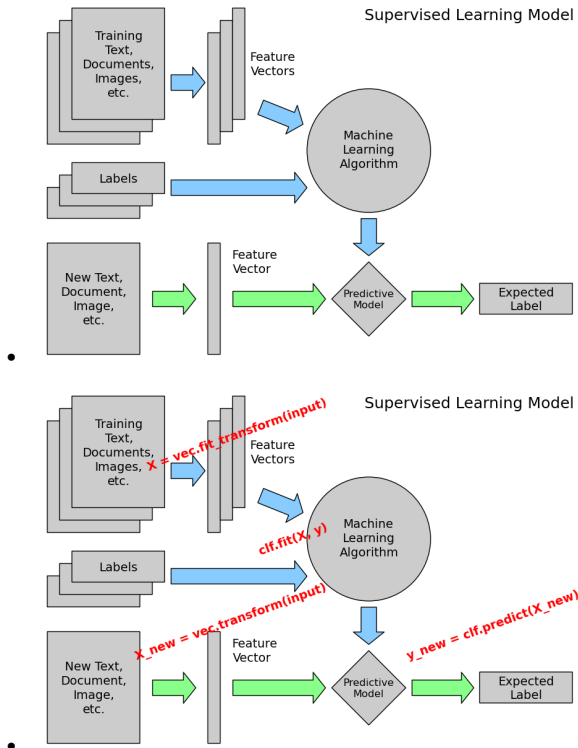 Supervised Learning Model
Training
Text,
Documents,
Images,
etc.
Feature
Vectors
Machine
Learning
Algorithm
Labels
New Text,
Document,
Image,
etc.
Feature
Vector
Predictive
Model
Expected
Label
Supervised Learning Model
Training
Text,
Documents,
Images,
etc.
X = vec.fit_transform(input)
Feature
Vectors
clf.fit(X, y)
Machine
Learning
Algorithm
Labels
X_new = vec.transform(input)
New Text,
Document,
Image,
etc.
Feature
Vector
y_new = clf.predict(X_new)
Predictive
Model
Expected
Label